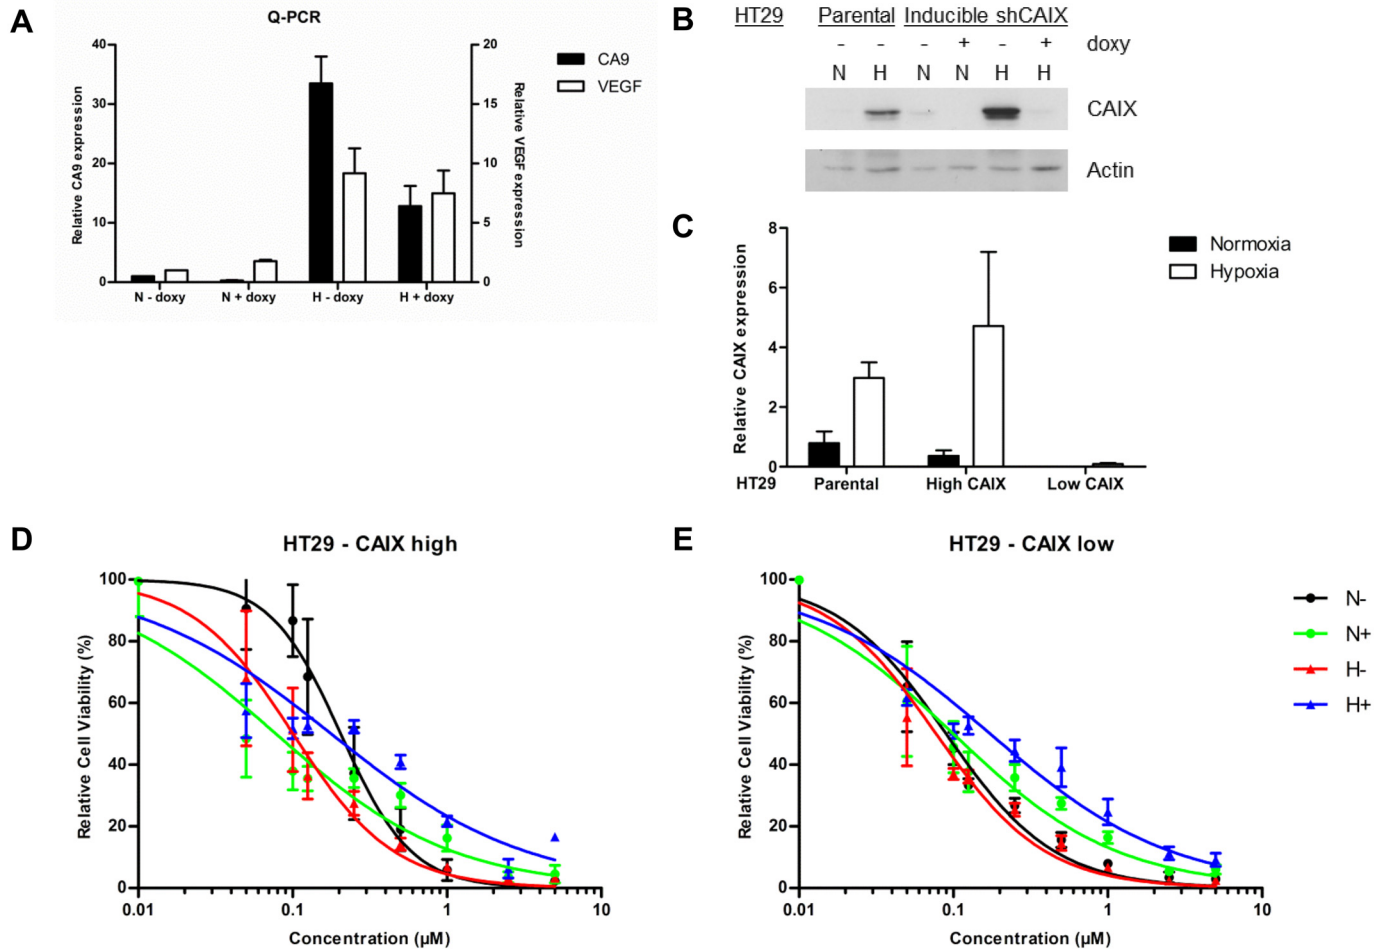 A
Q-PCR
Relative CA9 expression
40
30
20
10
0
20
15
10
5
0
Relative VEGF expression
N - doxy
N + doxy
H - doxy
H + doxy
CA9
VEGF
B
HT29 Parental Inducible shCAIX
- - - + - + doxy
N H N N H H
CAIX
Actin
C
Relative CAIX expression
8
6
4
2
0
HT29 Parental High CAIX Low CAIX
Normoxia
Hypoxia
D
HT29 - CAIX high
Relative Cell Viability (%)
100
80
60
40
20
0
0.01 0.1 1 10
Concentration (µM)
E
HT29 - CAIX low
Relative Cell Viability (%)
100
80
60
40
20
0
0.01 0.1 1 10
Concentration (µM)
N-
N+
H-
H+